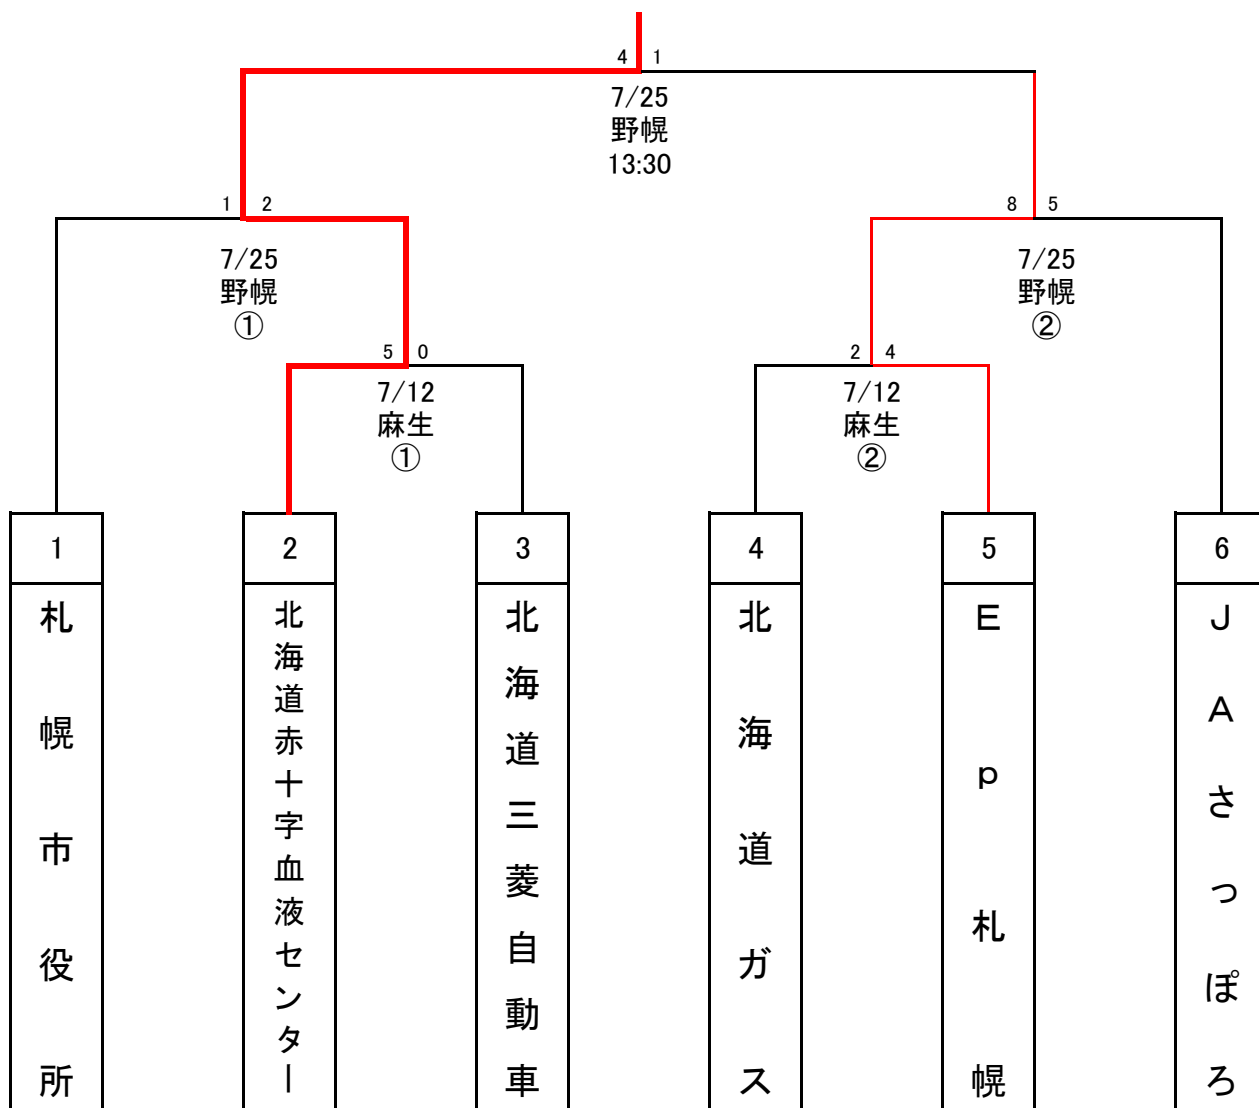 4 1
7/25
野幌
13:30
1 2
8 5
7/25
野幌
①
7/25
野幌
②
5 0
2 4
7/12
麻生
①
7/12
麻生
②
1
2
3
4
5
6
札幌市役所
北海道赤十字血液センター
北海道三菱自動車
北海道ガス
Ｅｐ札幌
ＪＡさっぽろ